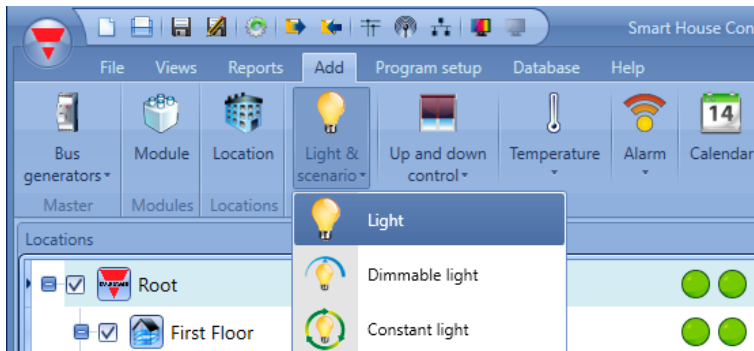 Smart House Con
File Views Reports Add Program setup Database Help
14
Bus generators
Module
Location
Light & scenario
Up and down control
Temperature
Alarm
Calendar
Master Modules Locations
Light
Locations
Dimmable light
Root
Constant light
First Floor